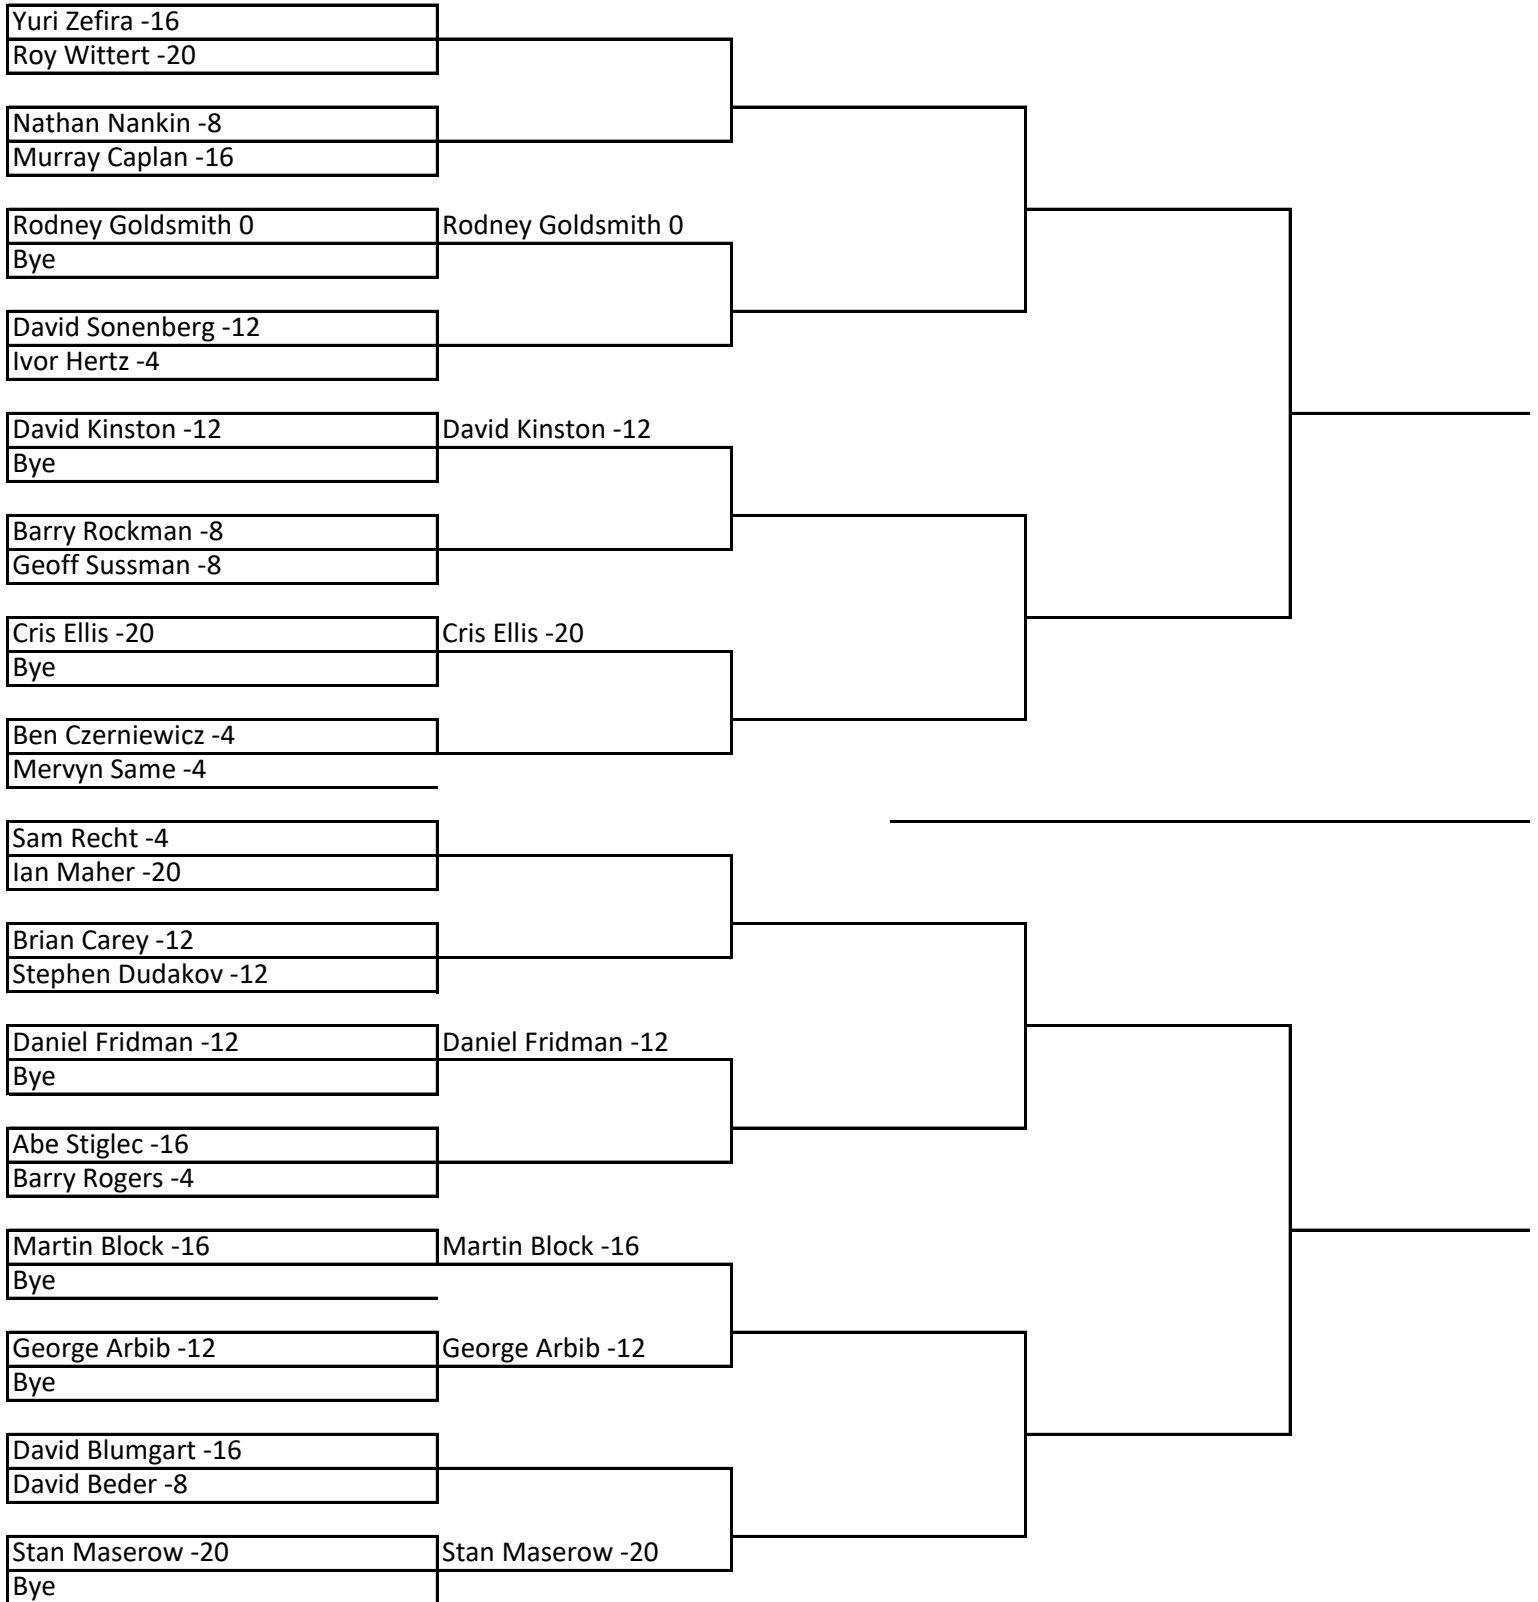 Yuri Zefira -16
Roy Wittert -20
Nathan Nankin -8
Murray Caplan -16
Rodney Goldsmith 0
Rodney Goldsmith 0
Bye
David Sonenberg -12
Ivor Hertz -4
David Kinston -12
David Kinston -12
Bye
Barry Rockman -8
Geoff Sussman -8
Cris Ellis -20
Cris Ellis -20
Bye
Ben Czerniewicz -4
Mervyn Same -4
Sam Recht -4
Ian Maher -20
Brian Carey -12
Stephen Dudakov -12
Daniel Fridman -12
Daniel Fridman -12
Bye
Abe Stiglec -16
Barry Rogers -4
Martin Block -16
Martin Block -16
Bye
George Arbib -12
George Arbib -12
Bye
David Blumgart -16
David Beder -8
Stan Maserow -20
Stan Maserow -20
Bye